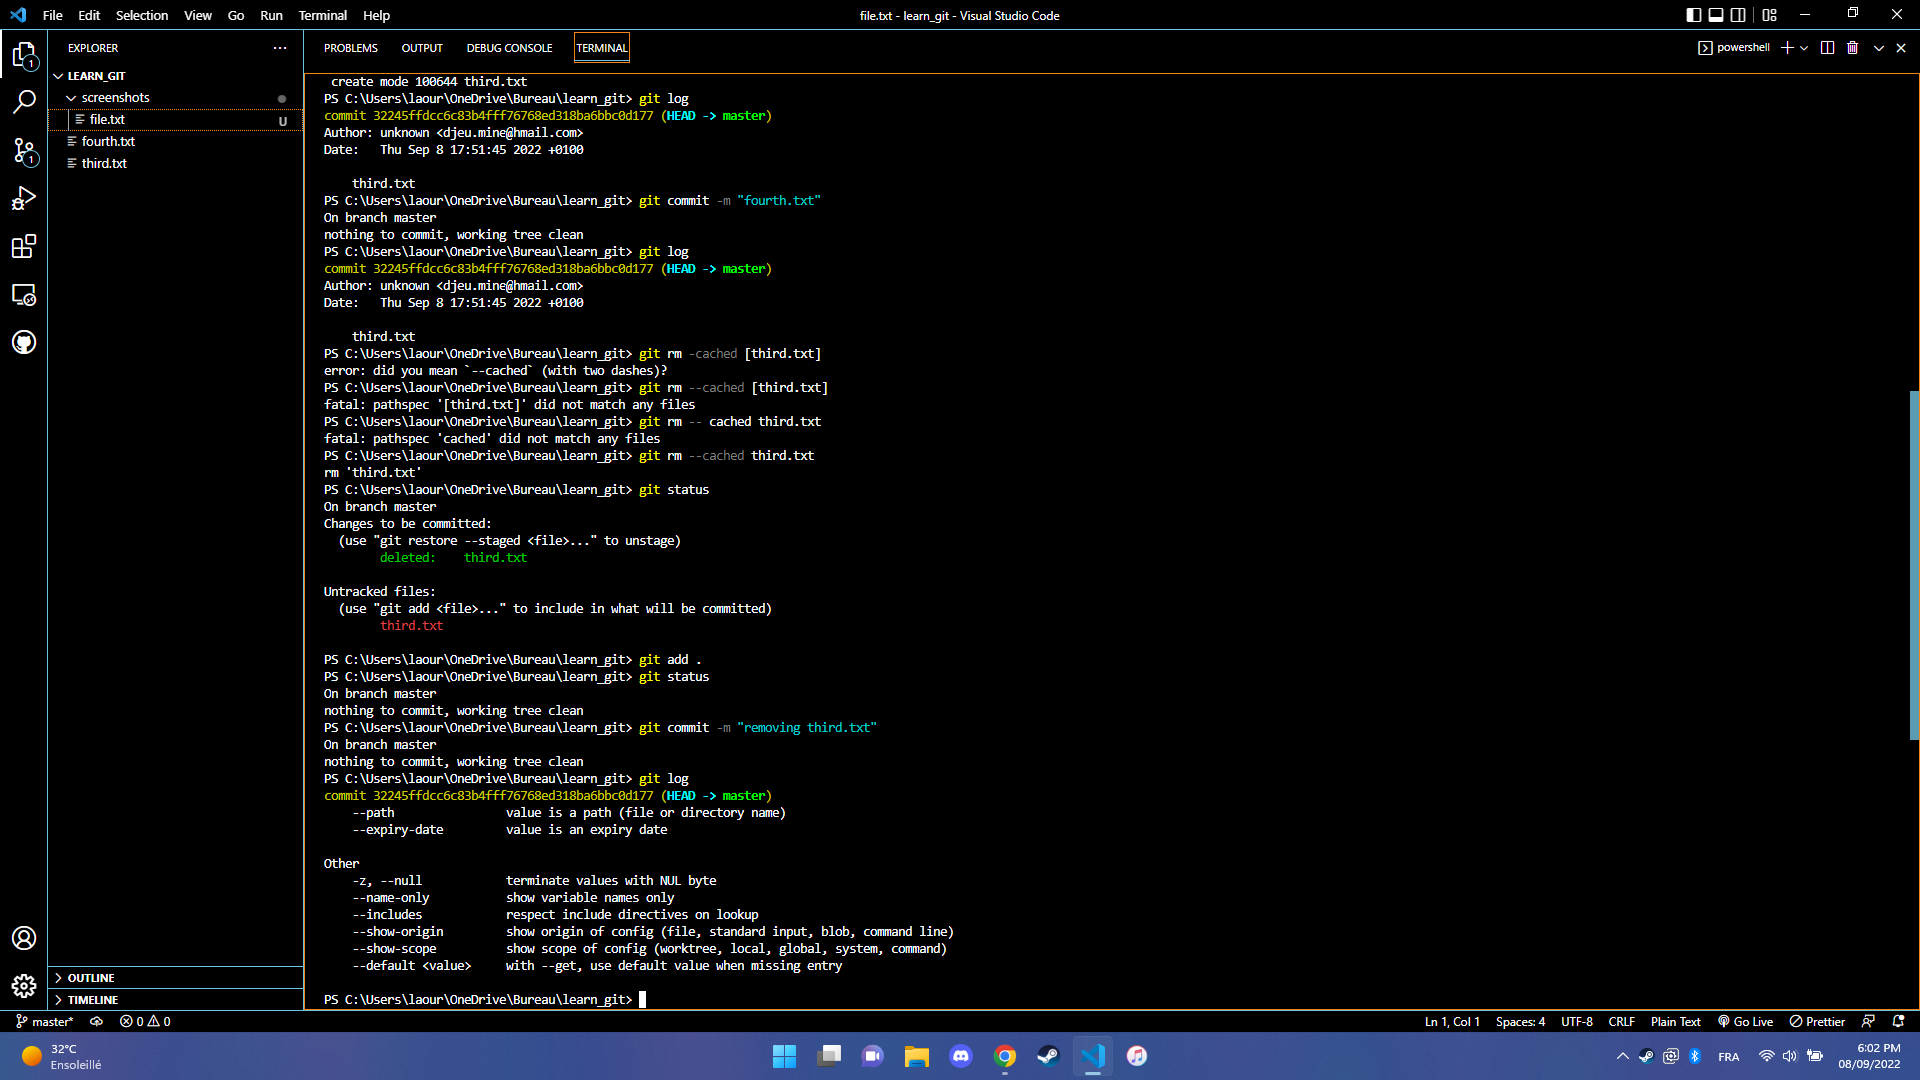 File Edit Selection View Go Run Terminal Help
file.txt - learn_git - Visual Studio Code
EXPLORER
LEARN_GIT
screenshots
file.txt U
fourth.txt
third.txt
OUTLINE
TIMELINE
1
1
PROBLEMS OUTPUT DEBUG CONSOLE TERMINAL
powershell
create mode 100644 third.txt
PS C:\Users\laour\OneDrive\Bureau\learn_git> git log
commit 32245ffdcc6c83b4fff76768ed318ba6bbc0d177 (HEAD -> master)
Author: unknown <djeu.mine@hmail.com>
Date:   Thu Sep 8 17:51:45 2022 +0100
third.txt
PS C:\Users\laour\OneDrive\Bureau\learn_git> git commit -m "fourth.txt"
On branch master
nothing to commit, working tree clean
PS C:\Users\laour\OneDrive\Bureau\learn_git> git log
commit 32245ffdcc6c83b4fff76768ed318ba6bbc0d177 (HEAD -> master)
Author: unknown <djeu.mine@hmail.com>
Date:   Thu Sep 8 17:51:45 2022 +0100
third.txt
PS C:\Users\laour\OneDrive\Bureau\learn_git> git rm -cached [third.txt]
error: did you mean `--cached` (with two dashes)?
PS C:\Users\laour\OneDrive\Bureau\learn_git> git rm --cached [third.txt]
fatal: pathspec '[third.txt]' did not match any files
PS C:\Users\laour\OneDrive\Bureau\learn_git> git rm -- cached third.txt
fatal: pathspec 'cached' did not match any files
PS C:\Users\laour\OneDrive\Bureau\learn_git> git rm --cached third.txt
rm 'third.txt'
PS C:\Users\laour\OneDrive\Bureau\learn_git> git status
On branch master
Changes to be committed:
(use "git restore --staged <file>..." to unstage)
deleted:    third.txt
Untracked files:
(use "git add <file>..." to include in what will be committed)
third.txt
PS C:\Users\laour\OneDrive\Bureau\learn_git> git add .
PS C:\Users\laour\OneDrive\Bureau\learn_git> git status
On branch master
nothing to commit, working tree clean
PS C:\Users\laour\OneDrive\Bureau\learn_git> git commit -m "removing third.txt"
On branch master
nothing to commit, working tree clean
PS C:\Users\laour\OneDrive\Bureau\learn_git> git log
commit 32245ffdcc6c83b4fff76768ed318ba6bbc0d177 (HEAD -> master)
--path                value is a path (file or directory name)
--expiry-date         value is an expiry date
Other
-z, --null            terminate values with NUL byte
--name-only           show variable names only
--includes            respect include directives on lookup
--show-origin         show origin of config (file, standard input, blob, command line)
--show-scope          show scope of config (worktree, local, global, system, command)
--default <value>     with --get, use default value when missing entry
PS C:\Users\laour\OneDrive\Bureau\learn_git>
master* 0 0
Ln 1, Col 1 Spaces: 4 UTF-8 CRLF Plain Text Go Live Prettier
32°C
Ensoleillé
FRA
6:02 PM
08/09/2022